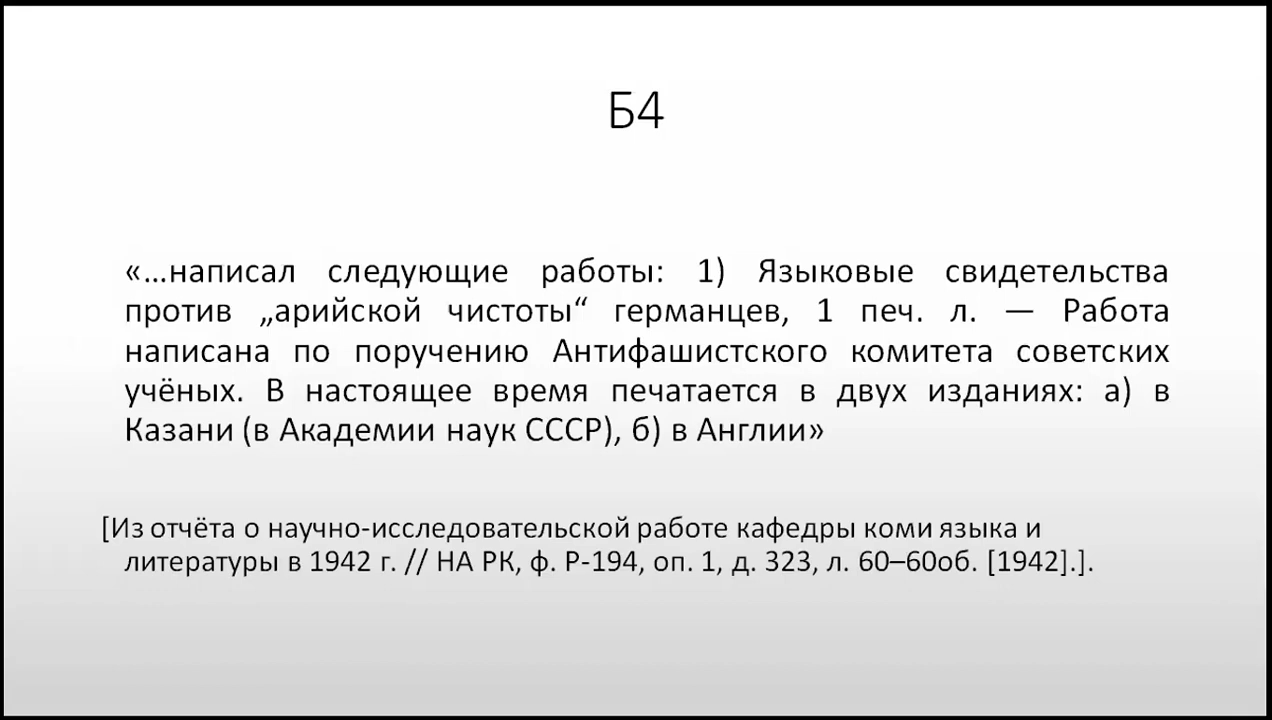 Б4
«…написал следующие работы: 1) Языковые свидетельства
против „арийской чистоты“ германцев, 1 печ. л. — Работа
написана по поручению Антифашистского комитета советских
учёных. В настоящее время печатается в двух изданиях: а) в
Казани (в Академии наук СССР), б) в Англии»
[Из отчёта о научно-исследовательской работе кафедры коми языка и
литературы в 1942 г. // НА РК, ф. Р-194, оп. 1, д. 323, л. 60–60об. [1942].].